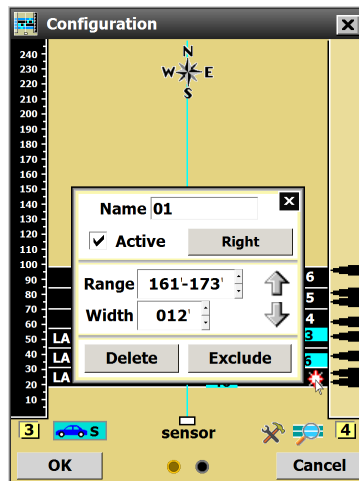 Configuration
240
230
220
210
200
190
180
170
160
150
140
130
120
110
100
90
80
70
60
50
40
30
20
10
N
W E
S
Name 01
Active Right
Range 161'-173'
Width 012'
Delete Exclude
6
5
4
3
LA
LA
LA
3 S sensor 4
OK Cancel